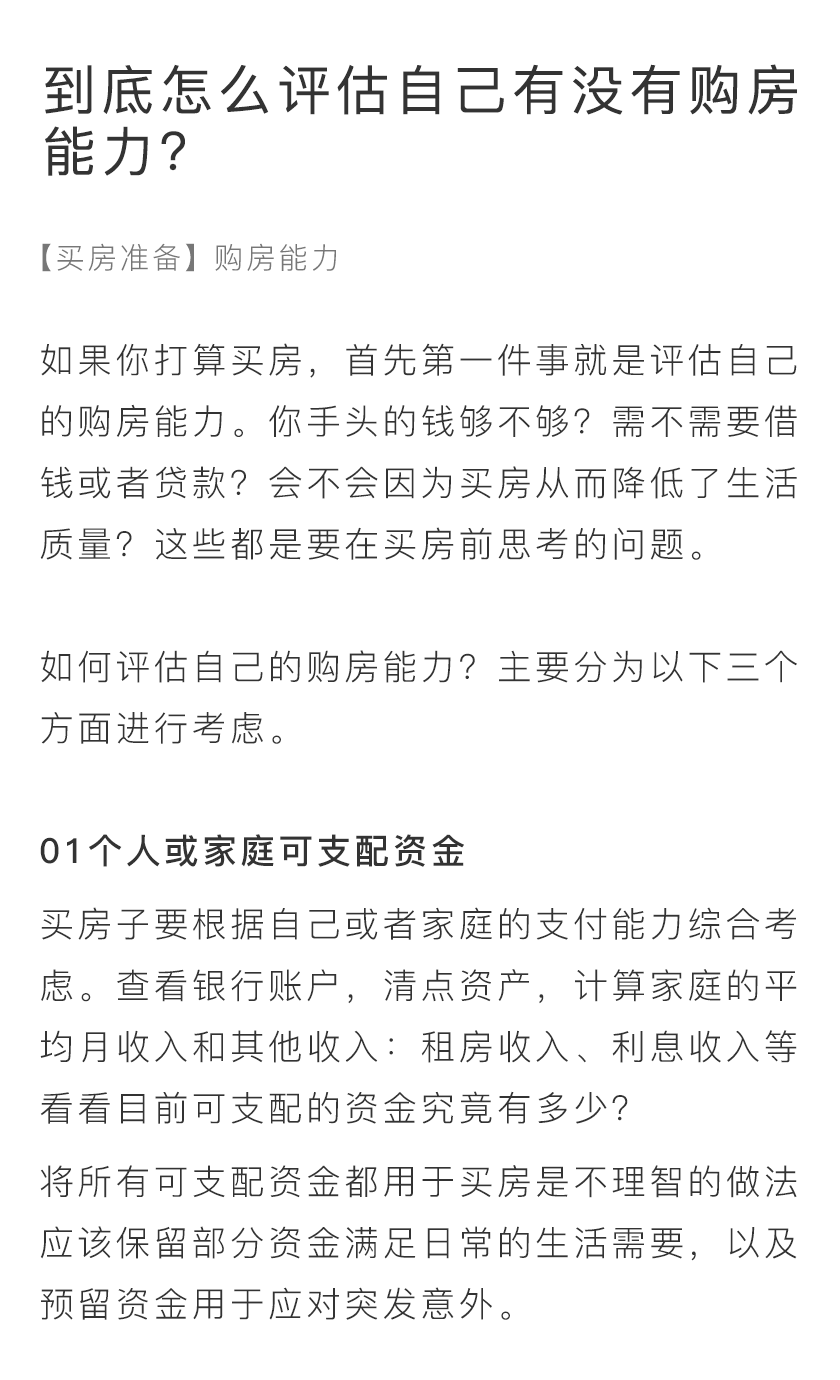 到底怎么评估自己有没有购房
能力?
【买房准备】购房能力
如果你打算买房，首先第一件事就是评估自己
的购房能力。你手头的钱够不够？需不需要借
钱或者贷款？会不会因为买房从而降低了生活
质量？这些都是要在买房前思考的问题。
如何评估自己的购房能力？主要分为以下三个
方面进行考虑。
01个人或家庭可支配资金
买房子要根据自己或者家庭的支付能力综合考
虑。查看银行账户，清点资产，计算家庭的平
均月收入和其他收入：租房收入、利息收入等
看看目前可支配的资金究竟有多少？
将所有可支配资金都用于买房是不理智的做法
应该保留部分资金满足日常的生活需要，以及
预留资金用于应对突发意外。